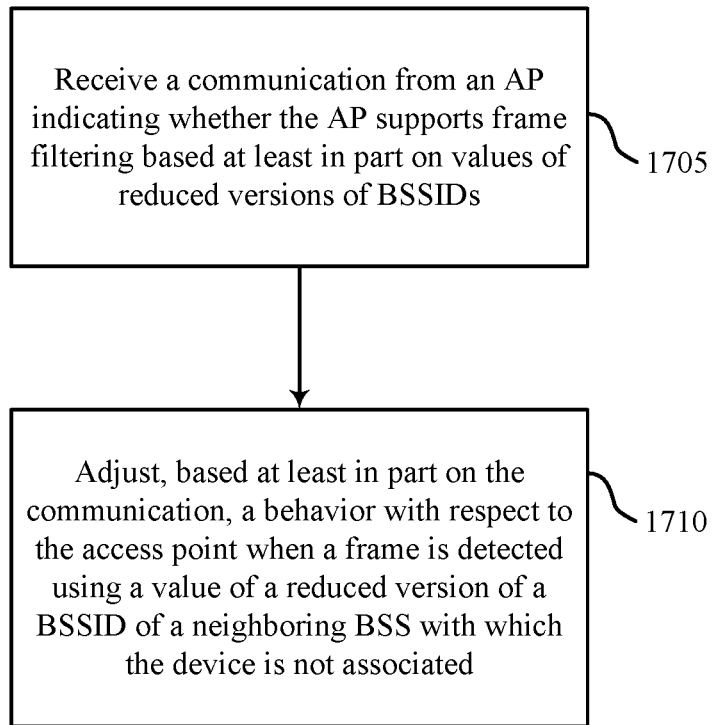 Receive a communication from an AP
indicating whether the AP supports frame
filtering based at least in part on values of
reduced versions of BSSIDs
1705
Adjust, based at least in part on the
communication, a behavior with respect to
the access point when a frame is detected
using a value of a reduced version of a
BSSID of a neighboring BSS with which
the device is not associated
1710